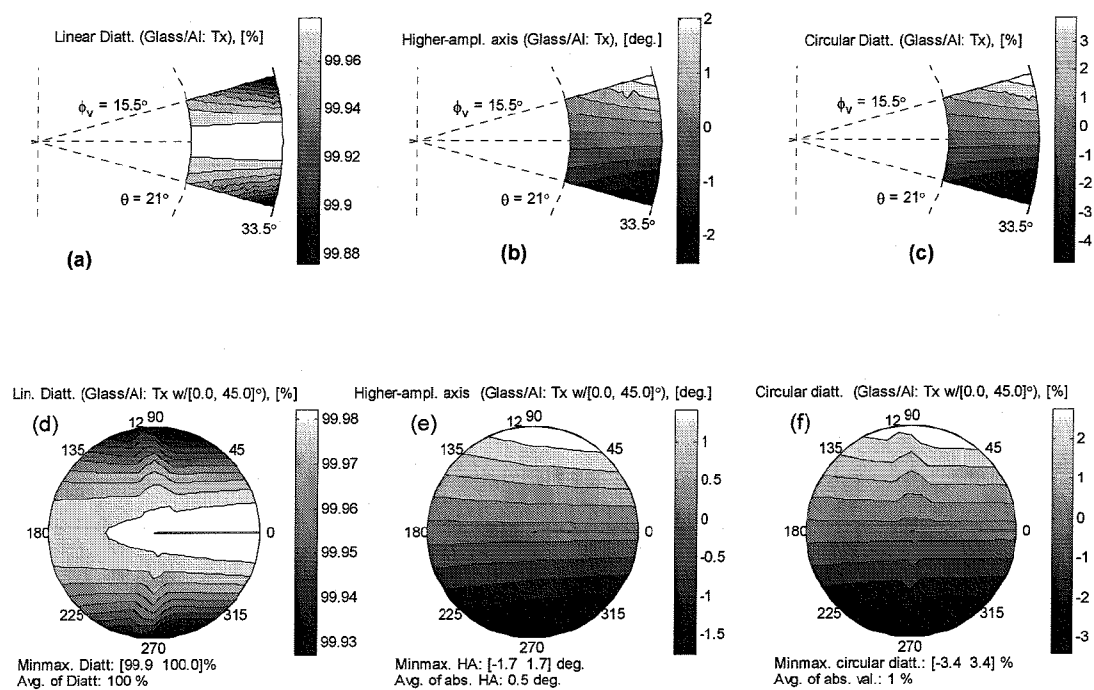 Linear Diatt. (Glass/Al: Tx), [%]
ϕv = 15.5°
θ = 21°
33.5°
99.96
99.94
99.92
99.9
99.88
(a)
Higher-ampl. axis (Glass/Al: Tx), [deg.]
ϕv = 15.5°
θ = 21°
33.5°
2
1
0
-1
-2
(b)
Circular Diatt. (Glass/Al: Tx), [%]
ϕv = 15.5°
θ = 21°
33.5°
3
2
1
0
-1
-2
-3
-4
(c)
Lin. Diatt. (Glass/Al: Tx w/[0.0, 45.0]°), [%]
(d)
12 90
135
45
180
0
225
315
270
99.98
99.97
99.96
99.95
99.94
99.93
Minmax. Diatt: [99.9 100.0]%
Avg. of Diatt: 100 %
Higher-ampl. axis (Glass/Al: Tx w/[0.0, 45.0]°), [deg.]
(e)
12 90
135
45
180
0
225
315
270
1
0.5
0
-0.5
-1
-1.5
Minmax. HA: [-1.7 1.7] deg.
Avg. of abs. HA: 0.5 deg.
Circular diatt. (Glass/Al: Tx w/[0.0, 45.0]°), [%]
(f)
12 90
135
45
180
0
225
315
270
2
1
0
-1
-2
-3
Minmax. circular diatt.: [-3.4 3.4] %
Avg. of abs. val.: 1 %